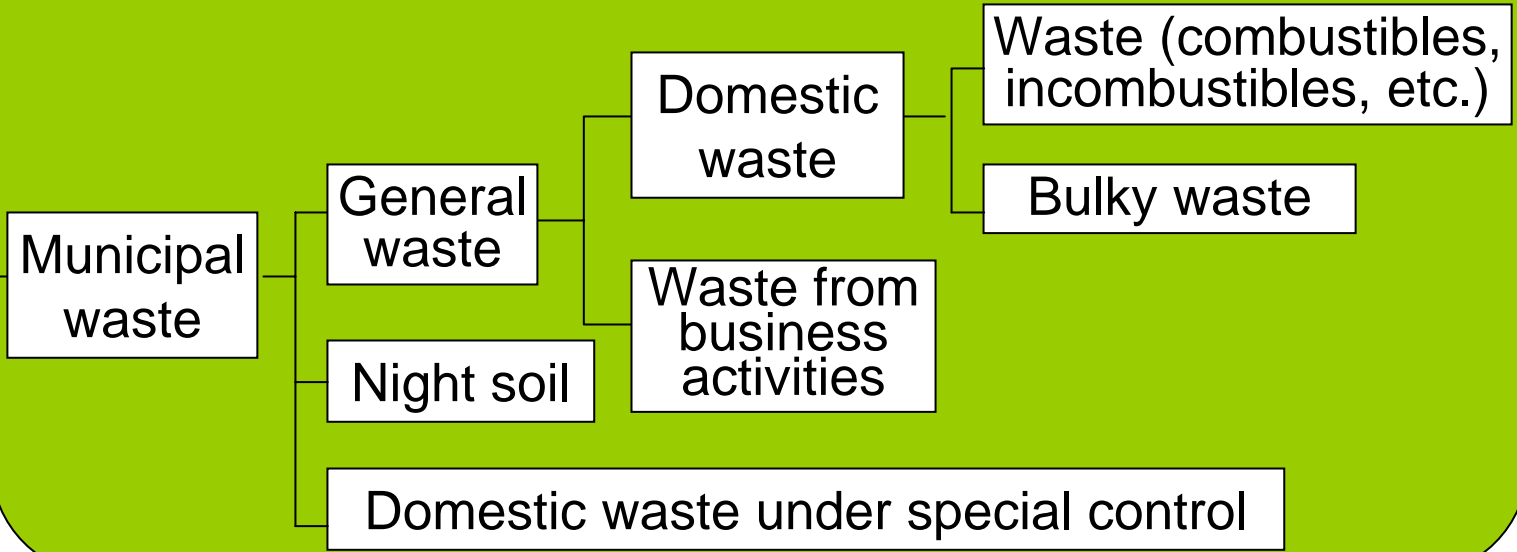 Municipal
waste
General
waste
Night soil
Domestic waste under special control
Domestic
waste
Waste from
business
activities
Waste (combustibles,
incombustibles, etc.)
Bulky waste